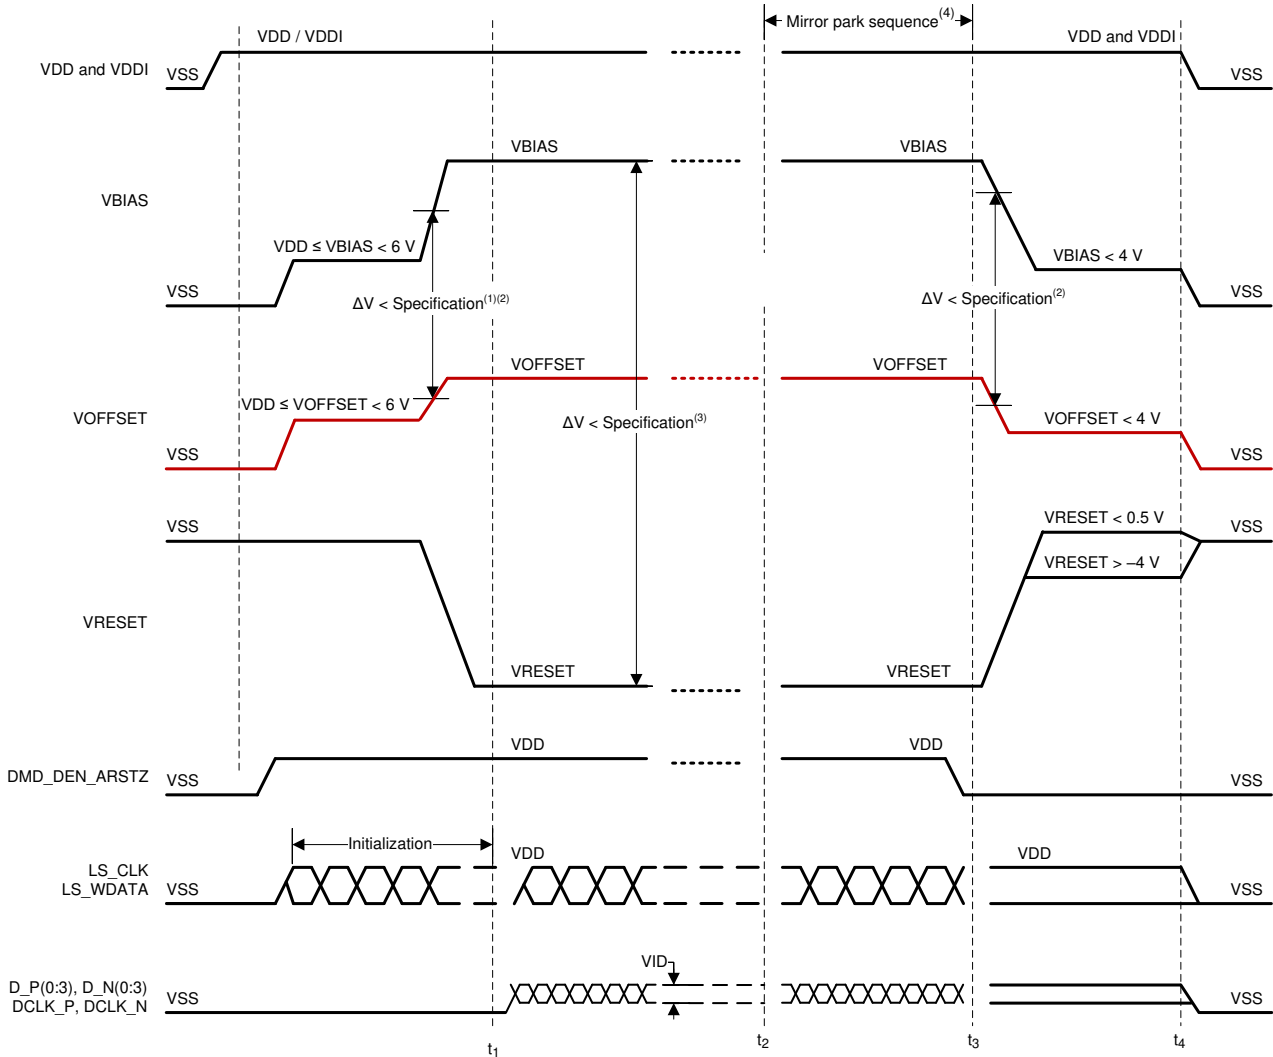 Mirror park sequence(4)
VDD / VDDI
VDD and VDDI
VDD and VDDI
VSS
VSS
VBIAS
VBIAS
VBIAS
VDD ≤ VBIAS < 6 V
VBIAS < 4 V
VSS
VSS
ΔV < Specification(1)(2)
ΔV < Specification(2)
VOFFSET
VOFFSET
VOFFSET
VDD ≤ VOFFSET < 6 V
VOFFSET < 4 V
ΔV < Specification(3)
VSS
VSS
VSS
VRESET < 0.5 V
VSS
VRESET > –4 V
VRESET
VRESET
VRESET
VDD
VDD
DMD_DEN_ARSTZ
VSS
VSS
Initialization
VDD
VDD
LS_CLK
LS_WDATA
VSS
VSS
VID
D_P(0:3), D_N(0:3)
DCLK_P, DCLK_N
VSS
VSS
t1
t2
t3
t4